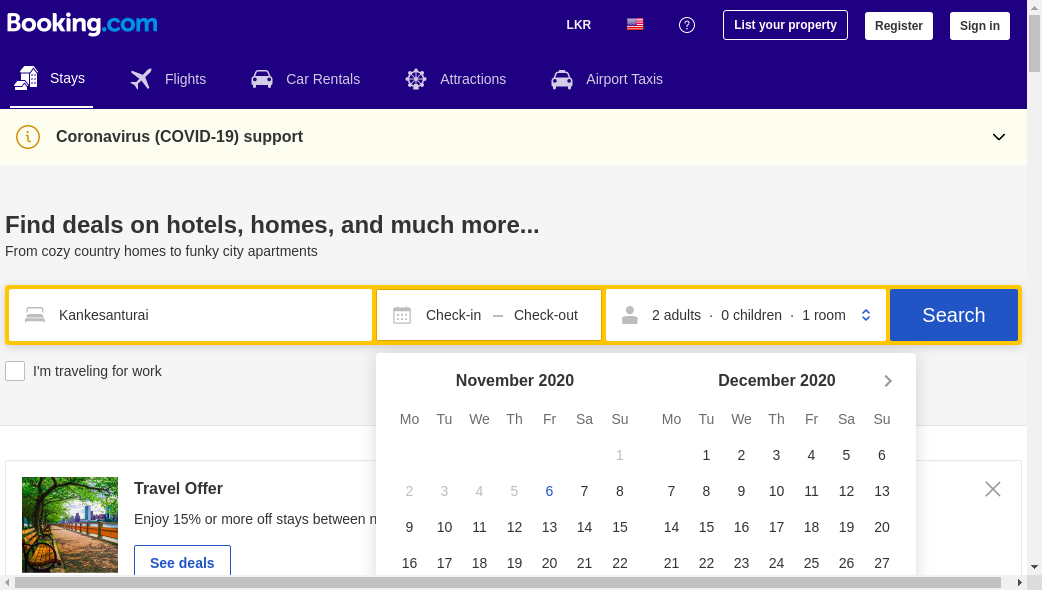 Booking.com
LKR
List your property
Register
Sign in
Stays
Flights
Car Rentals
Attractions
Airport Taxis
Coronavirus (COVID-19) support
Find deals on hotels, homes, and much more...
From cozy country homes to funky city apartments
Kankesanturai
Check-in — Check-out
2 adults · 0 children · 1 room
Search
I'm traveling for work
November 2020
Mo Tu We Th Fr Sa Su
1
2 3 4 5 6 7 8
9 10 11 12 13 14 15
16 17 18 19 20 21 22
December 2020
Mo Tu We Th Fr Sa Su
1 2 3 4 5 6
7 8 9 10 11 12 13
14 15 16 17 18 19 20
21 22 23 24 25 26 27
Travel Offer
Enjoy 15% or more off stays between n
See deals